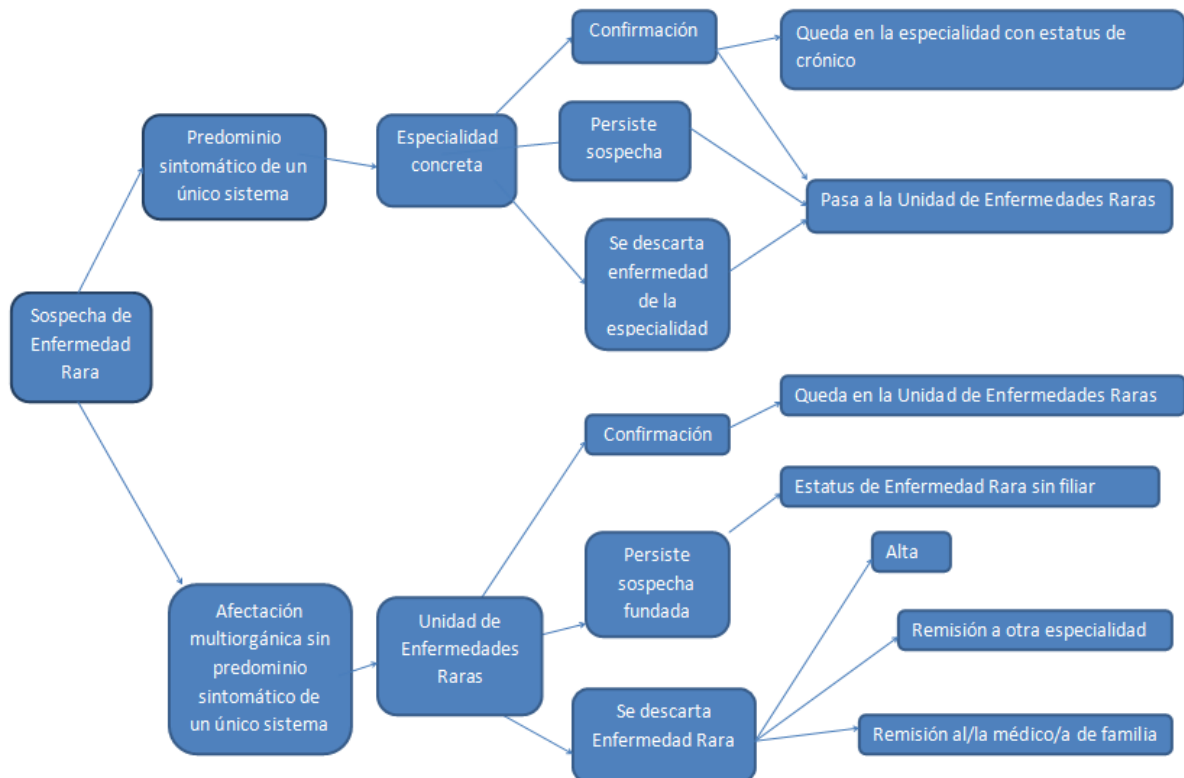 Confirmación
Queda en la especialidad con estatus de
crónico
Predominio
sintomático de un
único sistema
Especialidad
concreta
Persiste
sospecha
Pasa a la Unidad de Enfermedades Raras
Se descarta
enfermedad
de la
especialidad
Sospecha de
Enfermedad
Rara
Queda en la Unidad de Enfermedades Raras
Confirmación
Estatus de Enfermedad Rara sin filiar
Persiste
sospecha
fundada
Alta
Afectación
multiorgánica sin
predominio
sintomático de
un único sistema
Unidad de
Enfermedades
Raras
Remisión a otra especialidad
Se descarta
Enfermedad Rara
Remisión al/la médico/a de familia